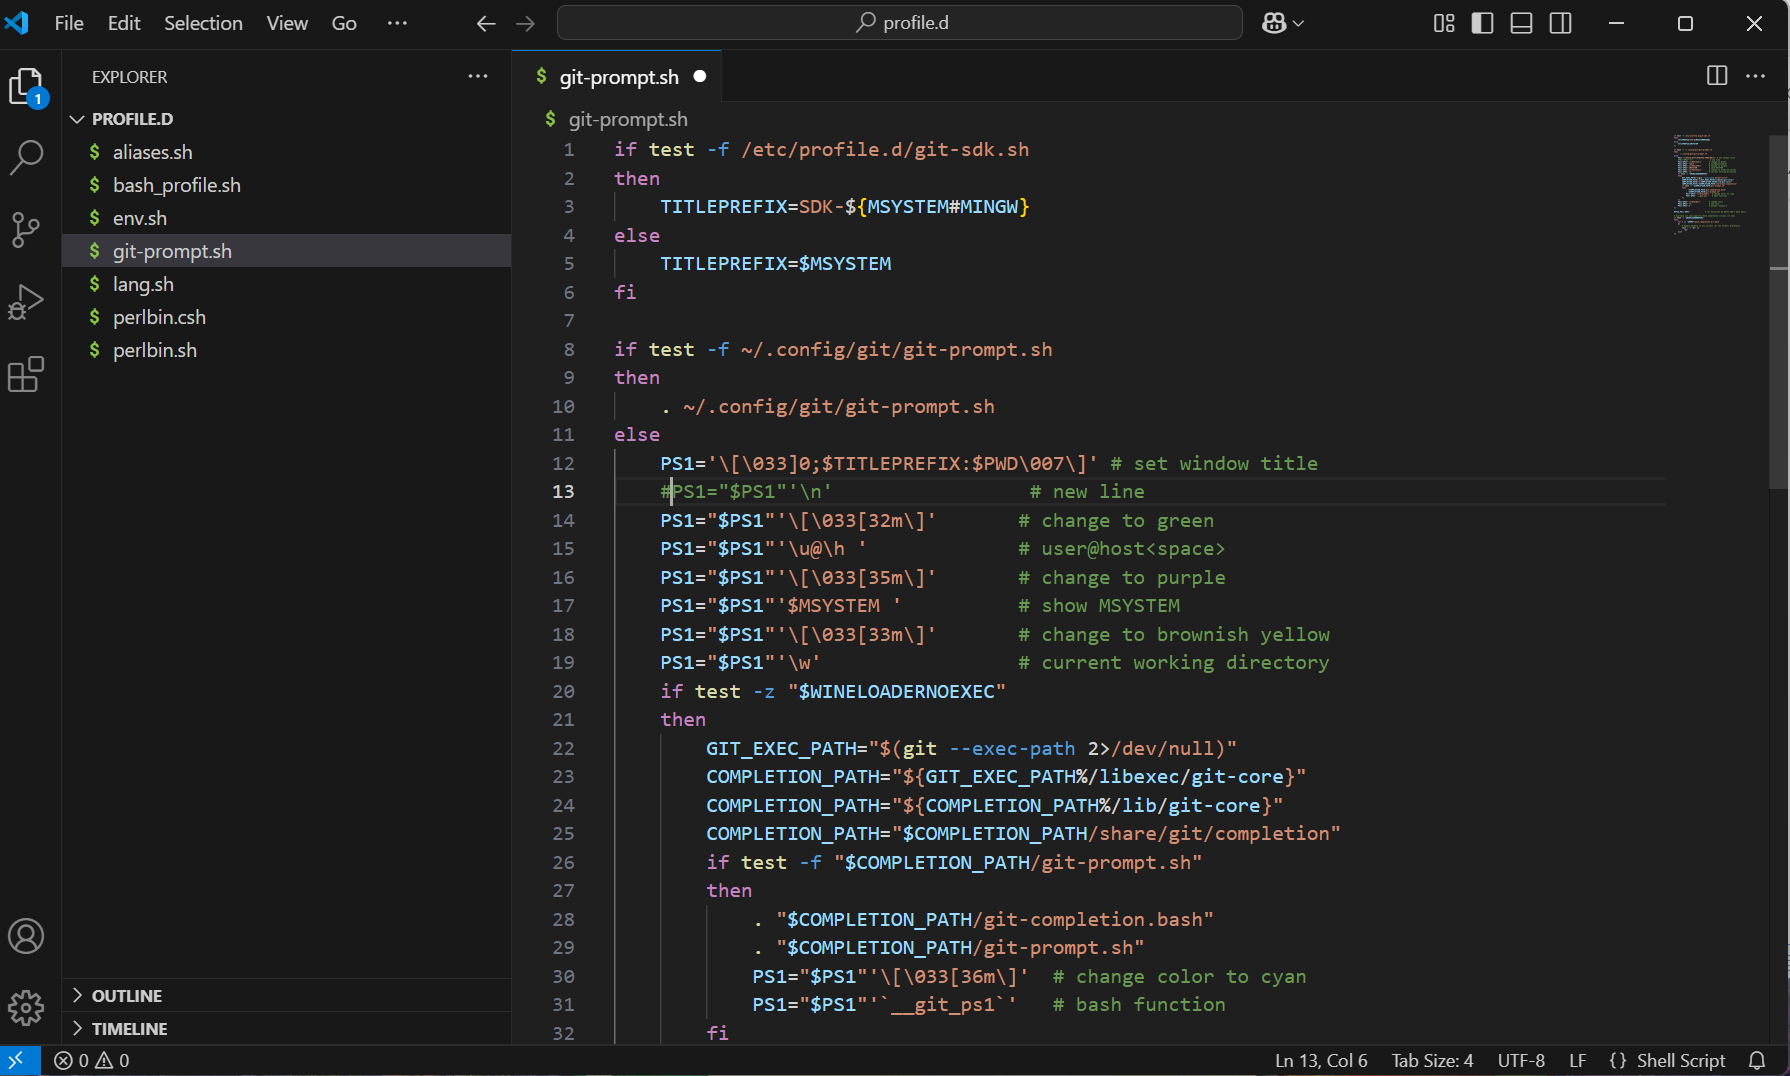 File Edit Selection View Go ···
profile.d
EXPLORER
1
PROFILE.D
$ aliases.sh
$ bash_profile.sh
$ env.sh
$ git-prompt.sh
$ lang.sh
$ perlbin.csh
$ perlbin.sh
OUTLINE
TIMELINE
$ git-prompt.sh
$ git-prompt.sh
1 if test -f /etc/profile.d/git-sdk.sh
2 then
3 TITLEPREFIX=SDK-${MSYSTEM#MINGW}
4 else
5 TITLEPREFIX=$MSYSTEM
6 fi
7
8 if test -f ~/.config/git/git-prompt.sh
9 then
10 . ~/.config/git/git-prompt.sh
11 else
12 PS1='\[\033]0;$TITLEPREFIX:$PWD\007\]' # set window title
13 #PS1="$PS1"'\n' # new line
14 PS1="$PS1"'\[\033[32m\]' # change to green
15 PS1="$PS1"'\u@\h ' # user@host<space>
16 PS1="$PS1"'\[\033[35m\]' # change to purple
17 PS1="$PS1"'$MSYSTEM ' # show MSYSTEM
18 PS1="$PS1"'\[\033[33m\]' # change to brownish yellow
19 PS1="$PS1"'\w' # current working directory
20 if test -z "$WINELOADERNOEXEC"
21 then
22 GIT_EXEC_PATH="$(git --exec-path 2>/dev/null)"
23 COMPLETION_PATH="${GIT_EXEC_PATH%/libexec/git-core}"
24 COMPLETION_PATH="${COMPLETION_PATH%/lib/git-core}"
25 COMPLETION_PATH="$COMPLETION_PATH/share/git/completion"
26 if test -f "$COMPLETION_PATH/git-prompt.sh"
27 then
28 . "$COMPLETION_PATH/git-completion.bash"
29 . "$COMPLETION_PATH/git-prompt.sh"
30 PS1="$PS1"'\[\033[36m\]' # change color to cyan
31 PS1="$PS1"'`__git_ps1`' # bash function
32 fi
0 0
Ln 13, Col 6 Tab Size: 4 UTF-8 LF {} Shell Script